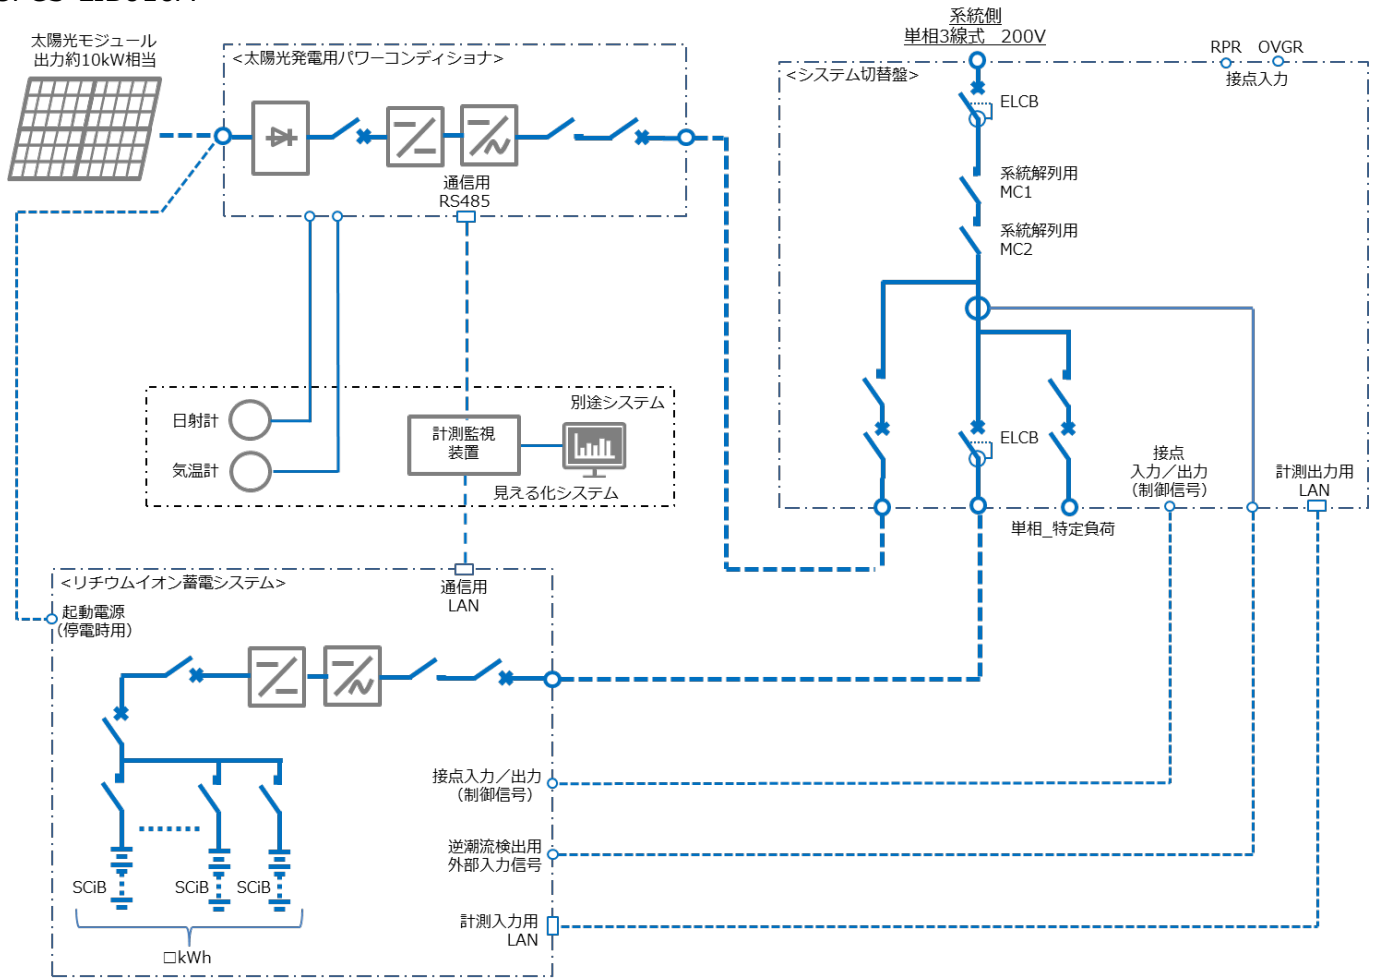 系統側
単相3線式 200V
太陽光モジュール
出力約10kW相当
<太陽光発電用パワーコンディショナ>
RPR OVGR
接点入力
<システム切替盤>
ELCB
通信用
RS485
系統解列用
MC1
系統解列用
MC2
別途システム
日射計
計測監視
装置
気温計
見える化システム
ELCB
接点
入力／出力
(制御信号)
計測出力用
LAN
単相_特定負荷
<リチウムイオン蓄電システム>
通信用
LAN
起動電源
(停電時用)
接点入力／出力
(制御信号)
逆潮流検出用
外部入力信号
SCiB
SCiB
SCiB
計測入力用
LAN
□kWh